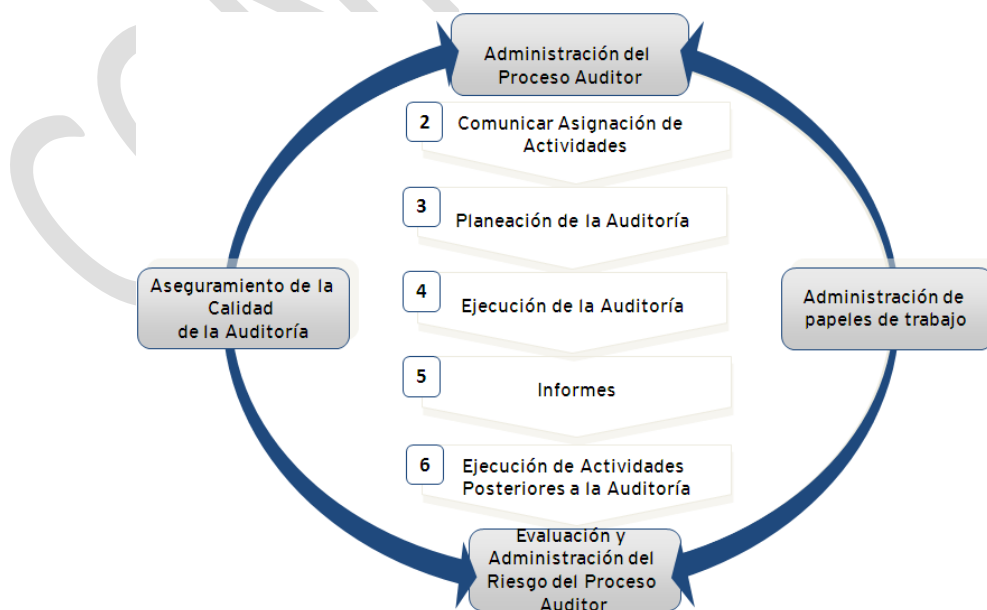 Administración del
Proceso Auditor
2
Comunicar Asignación de
Actividades
3
Planeación de la Auditoría
Aseguramiento de la
Calidad
de la Auditoría
4
Ejecución de la Auditoría
Administración de
papeles de trabajo
5
Informes
6
Ejecución de Actividades
Posteriores a la Auditoría
Evaluación y
Administración del
Riesgo del Proceso
Auditor